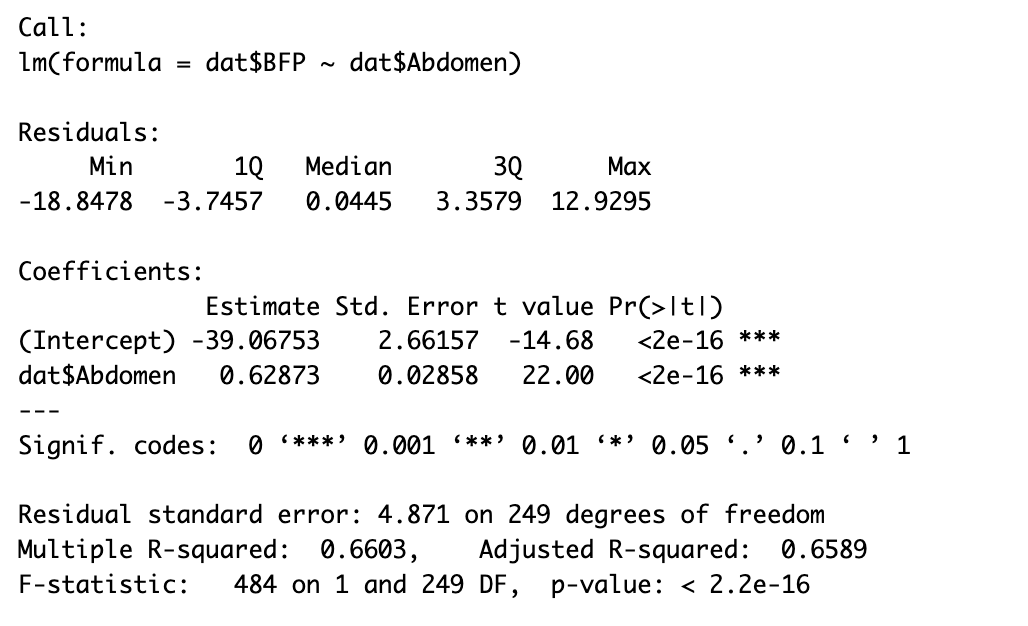 Call:
lm(formula = dat$BFP ~ dat$Abdomen)
Residuals:
     Min       1Q   Median       3Q      Max
-18.8478  -3.7457   0.0445   3.3579  12.9295
Coefficients:
             Estimate Std. Error t value Pr(>|t|)
(Intercept) -39.06753    2.66157  -14.68   <2e-16 ***
dat$Abdomen   0.62873    0.02858   22.00   <2e-16 ***
---
Signif. codes:  0 ‘***’ 0.001 ‘**’ 0.01 ‘*’ 0.05 ‘.’ 0.1 ‘ ’ 1
Residual standard error: 4.871 on 249 degrees of freedom
Multiple R-squared:  0.6603,    Adjusted R-squared:  0.6589
F-statistic:   484 on 1 and 249 DF,  p-value: < 2.2e-16